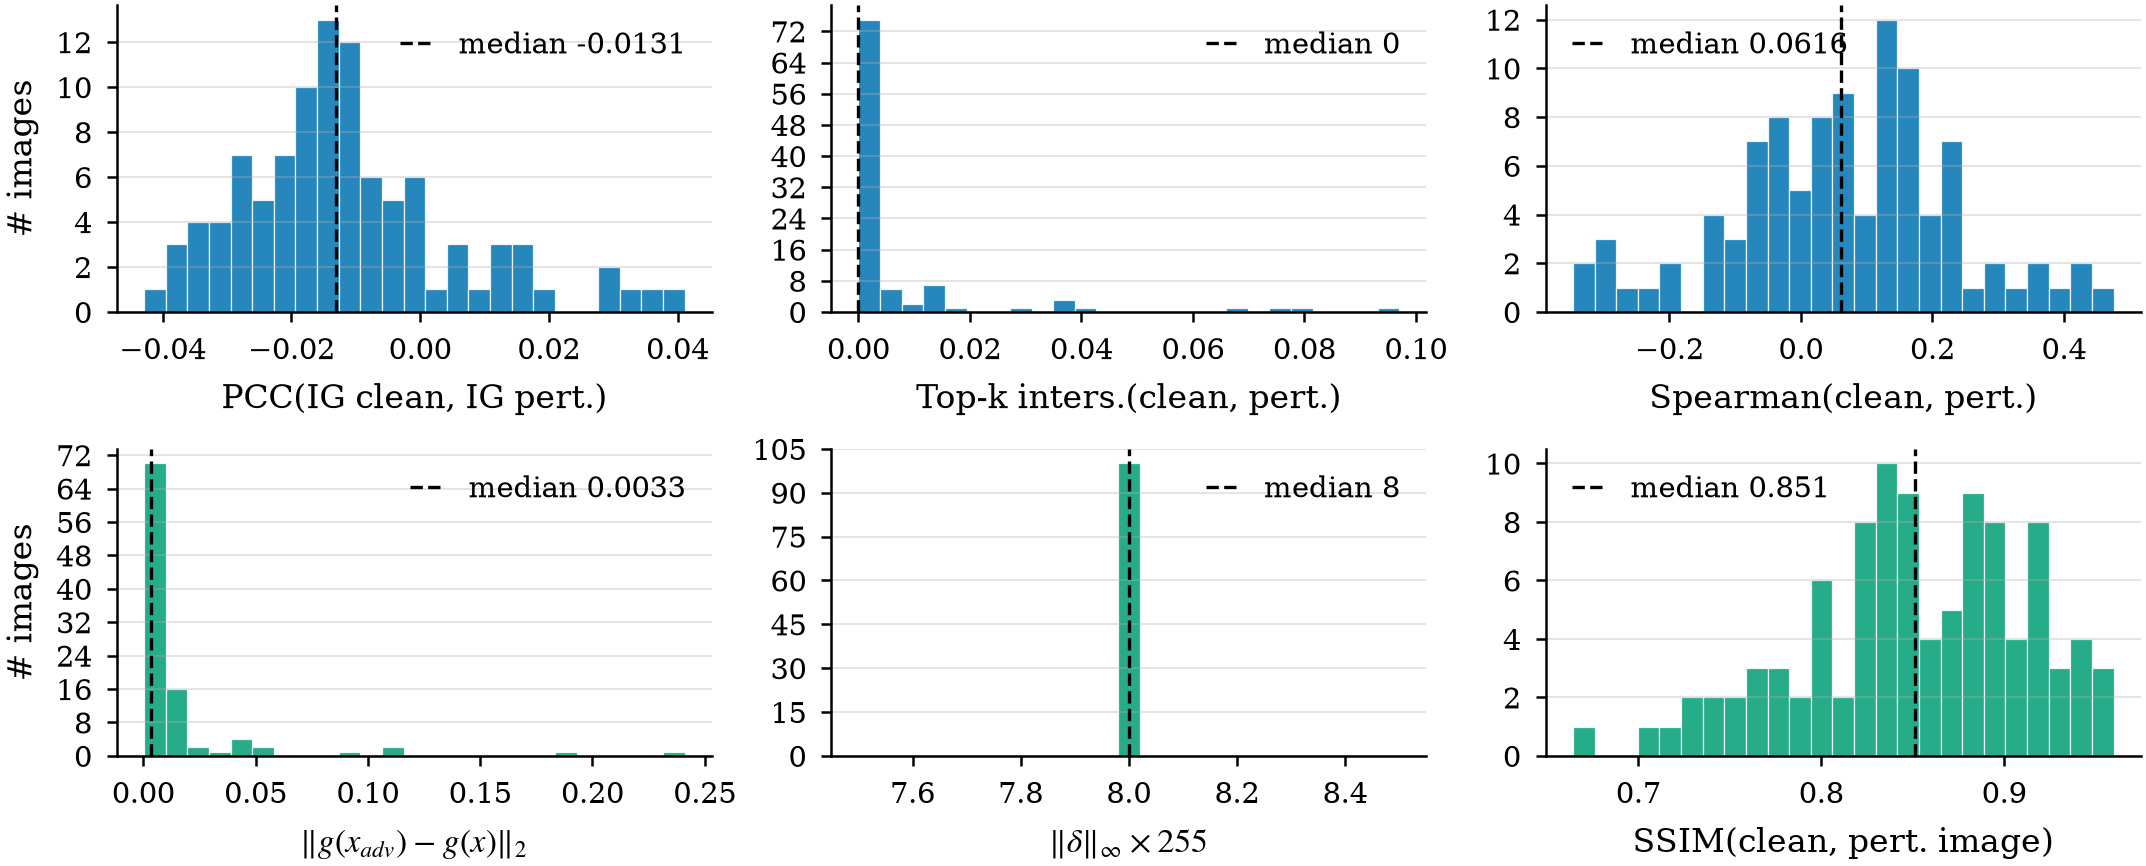 # images
12
10
8
6
4
2
0
median -0.0131
−0.04 −0.02 0.00 0.02 0.04
PCC(IG clean, IG pert.)
72
64
56
48
40
32
24
16
8
0
median 0
0.00 0.02 0.04 0.06 0.08 0.10
Top-k inters.(clean, pert.)
12
10
8
6
4
2
0
median 0.0616
−0.2 0.0 0.2 0.4
Spearman(clean, pert.)
# images
72
64
56
48
40
32
24
16
8
0
median 0.0033
0.00 0.05 0.10 0.15 0.20 0.25
‖g(x_adv) − g(x)‖₂
105
90
75
60
45
30
15
0
median 8
7.6 7.8 8.0 8.2 8.4
‖δ‖∞ × 255
10
8
6
4
2
0
median 0.851
0.7 0.8 0.9
SSIM(clean, pert. image)